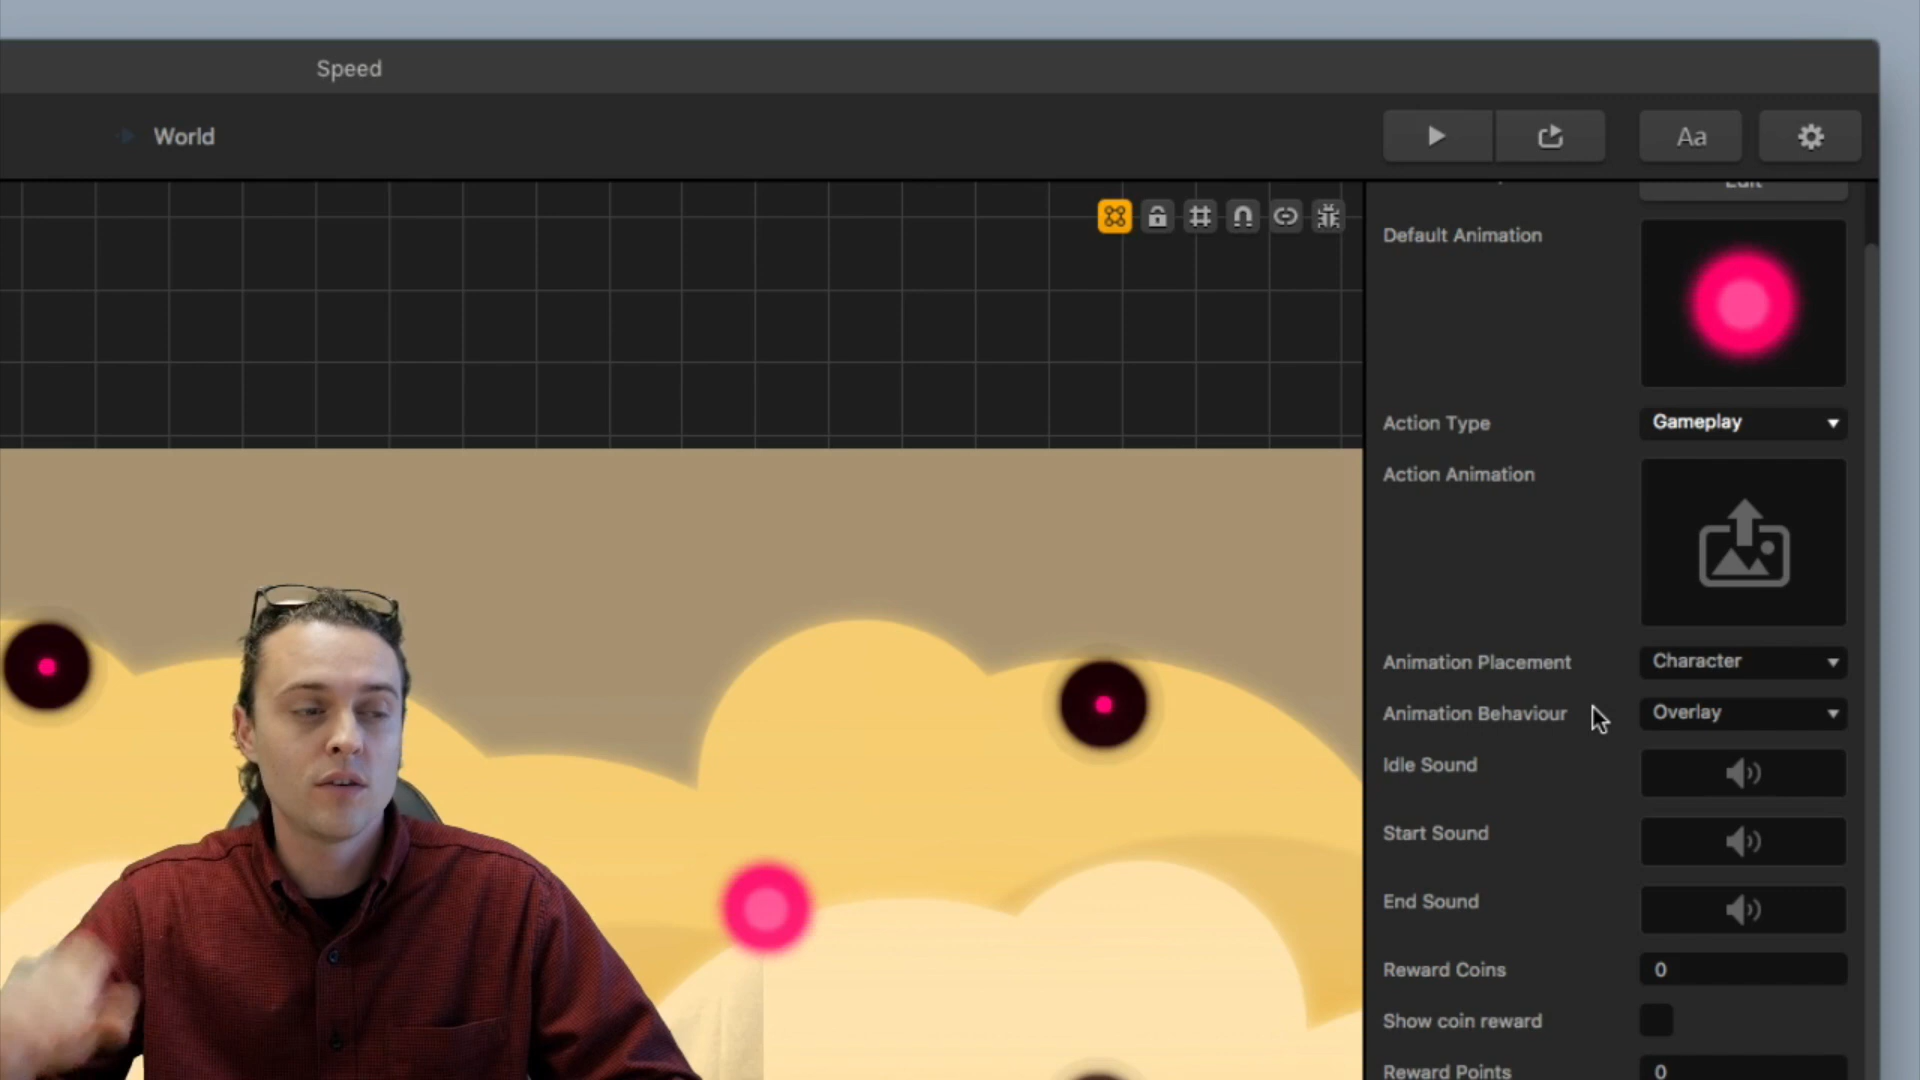 Speed
World
Aa
Edit
Default Animation
Action Type
Gameplay
Action Animation
Animation Placement
Character
Animation Behaviour
Overlay
Idle Sound
Start Sound
End Sound
Reward Coins
0
Show coin reward
Reward Points
0